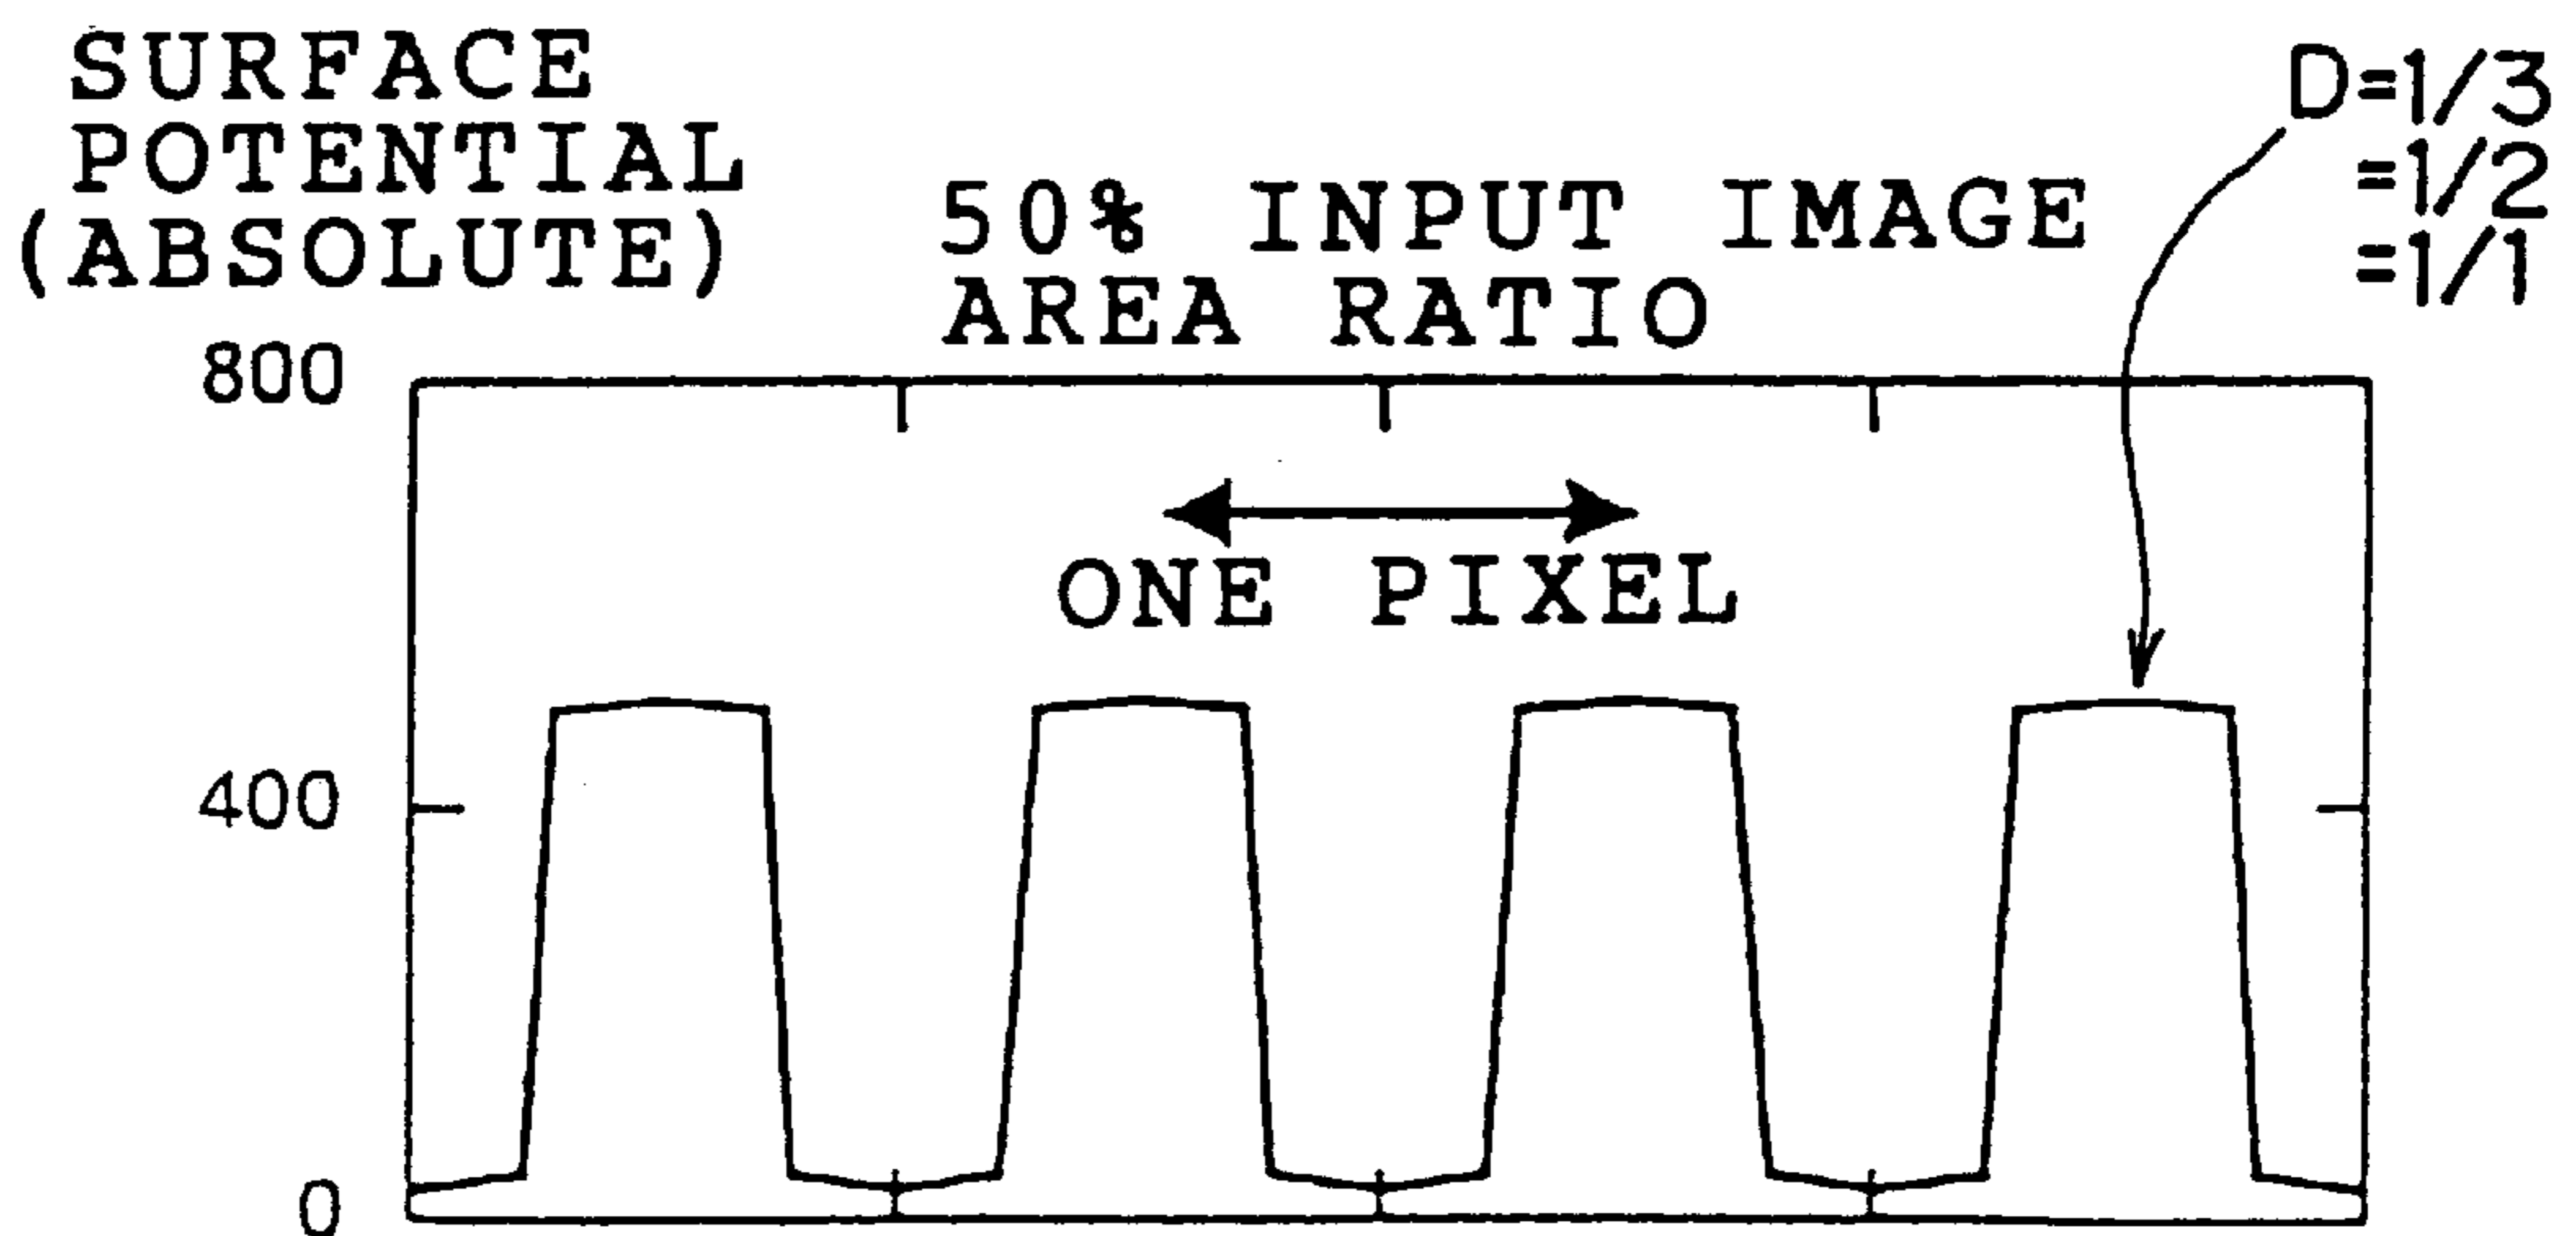 SURFACE
POTENTIAL
(ABSOLUTE)
50% INPUT IMAGE
AREA RATIO
D=1/3
=1/2
=1/1
800
ONE PIXEL
400
0